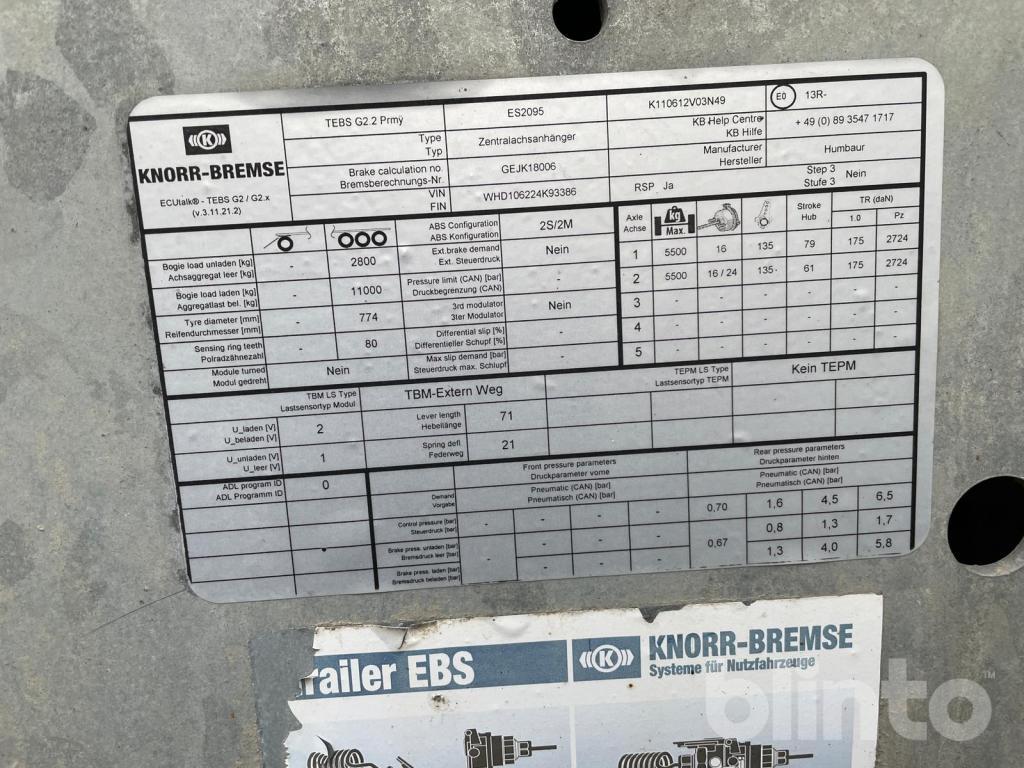 KNORR-BREMSE
ECUtalk® - TEBS G2 / G2.x
(v.3.11.21.2)
TEBS G2.2 Prmý
ES2095
K110612V03N49
E0 13R-
Type
Typ
Zentralachsanhänger
KB Help Centre
KB Hilfe
+ 49 (0) 89 3547 1717
Brake calculation no.
Bremsberechnungs-Nr.
GEJK18006
Manufacturer
Hersteller
Humbaur
VIN
FIN
WHD106224K93386
RSP Ja
Step 3
Stufe 3
Nein
ABS Configuration
ABS Konfiguration
2S/2M
Bogie load unladen [kg]
Achsaggregat leer [kg]
- 2800
Ext.brake demand
Ext. Steuerdruck
Nein
Bogie load laden [kg]
Aggregatlast bel. [kg]
- 11000
Pressure limit (CAN) [bar]
Druckbegrenzung (CAN)
-
Tyre diameter [mm]
Reifendurchmesser [mm]
- 774
3rd modulator
3ter Modulator
Nein
Sensing ring teeth
Polradzähnezahl
- 80
Differential slip [%]
Differentieller Schupf [%]
-
Module turned
Modul gedreht
Nein
Max slip demand [bar]
Steuerdruck max. Schlupf
-
Axle
Achse
kg
Max.
Stroke
Hub
TR (daN)
1.0 Pz
1 5500 16 135 79 175 2724
2 5500 16 / 24 135 61 175 2724
3 - - - - - -
4 - - - - - -
5 - - - - - -
TBM LS Type
Lastsensortyp Modul
TBM-Extern Weg
TEPM LS Type
Lastsensortyp TEPM
Kein TEPM
U_laden [V]
U_beladen [V]
2
Lever length
Hebellänge
71
U_unladen [V]
U_leer [V]
1
Spring defl.
Federweg
21
ADL program ID
ADL Programm ID
0
Front pressure parameters
Druckparameter vorne
Rear pressure parameters
Druckparameter hinten
Demand
Vorgabe
Pneumatic (CAN) [bar]
Pneumatisch (CAN) [bar]
Pneumatic (CAN) [bar]
Pneumatisch (CAN) [bar]
Control pressure [bar]
Steuerdruck [bar]
- - - - 0,70 1,6 4,5 6,5
Brake press. unladen [bar]
Bremsdruck leer [bar]
- - - - 0,67 0,8 1,3 1,7
Brake press. laden [bar]
Bremsdruck beladen [bar]
- - - 1,3 4,0 5,8
railer EBS
KNORR-BREMSE
Systeme für Nutzfahrzeuge
blinto™